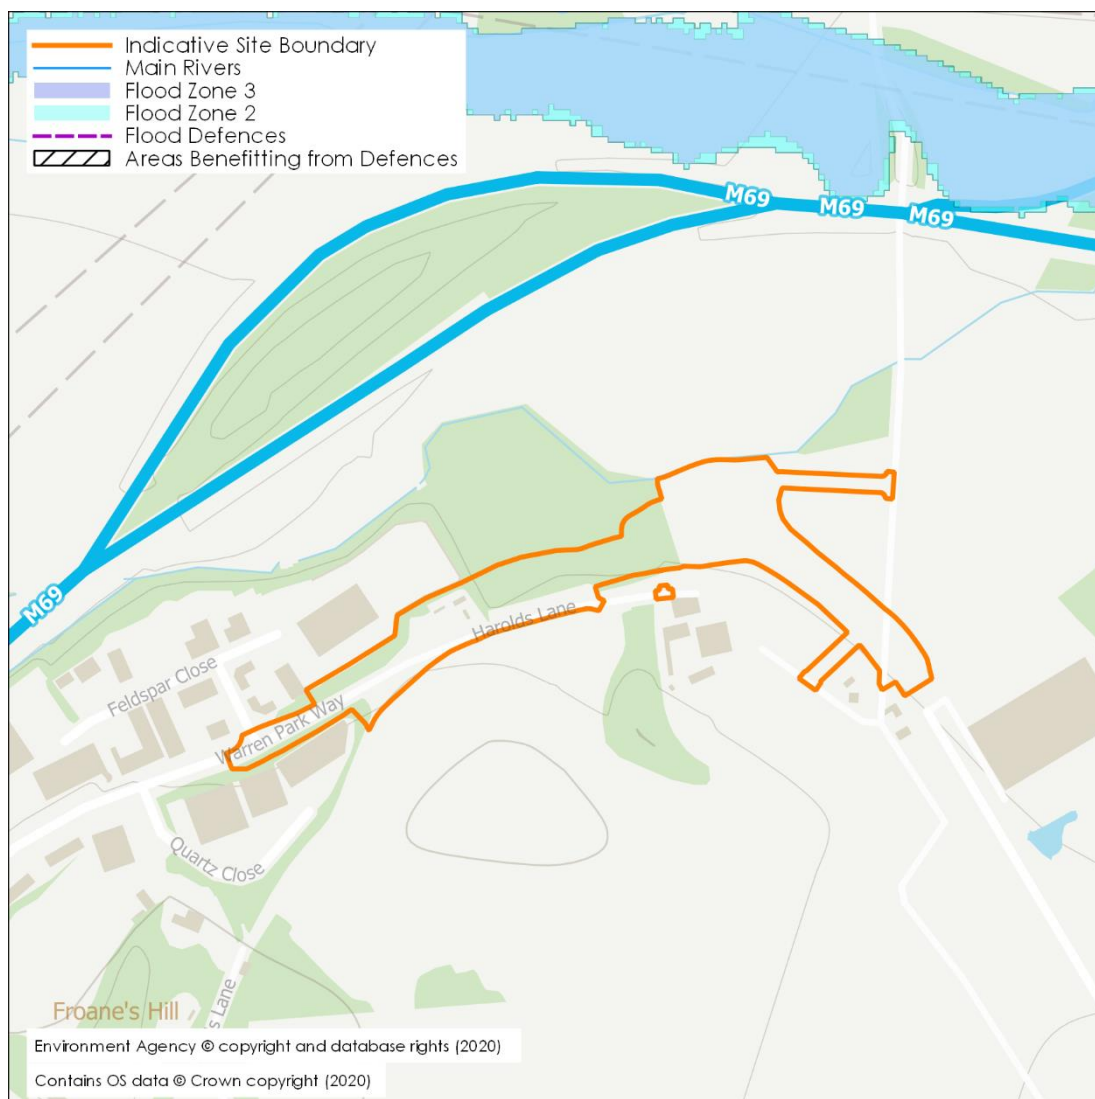 Indicative Site Boundary
Main Rivers
Flood Zone 3
Flood Zone 2
Flood Defences
Areas Benefitting from Defences
M69
M69
M69
M69
Harolds Lane
Feldspar Close
Warren Park Way
Quartz Close
s Lane
Froane's Hill
Environment Agency © copyright and database rights (2020)
Contains OS data © Crown copyright (2020)